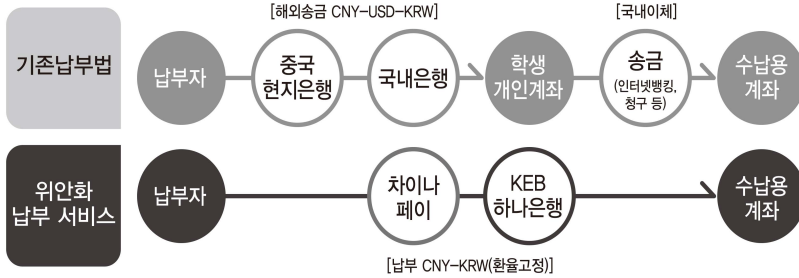 [해외송금 CNY-USD-KRW]
[국내이체]
기존납부법
납부자
중국
현지은행
국내은행
학생
개인계좌
송금
(인터넷뱅킹,
청구 등)
수납용
계좌
위안화
납부 서비스
납부자
차이나
페이
KEB
하나은행
수납용
계좌
[납부 CNY-KRW(환율고정)]